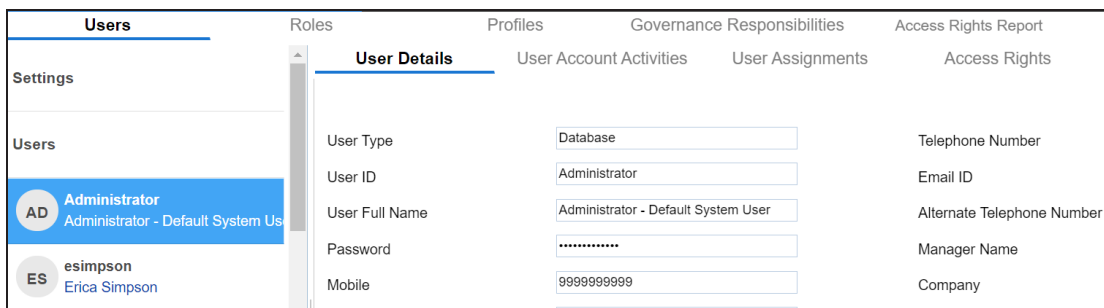 Users Roles Profiles Governance Responsibilities Access Rights Report
User Details User Account Activities User Assignments Access Rights
Settings
Users
AD Administrator
Administrator - Default System Use
ES esimpson
Erica Simpson
User Type Database Telephone Number
User ID Administrator Email ID
User Full Name Administrator - Default System User Alternate Telephone Number
Password ••••••••••••• Manager Name
Mobile 9999999999 Company